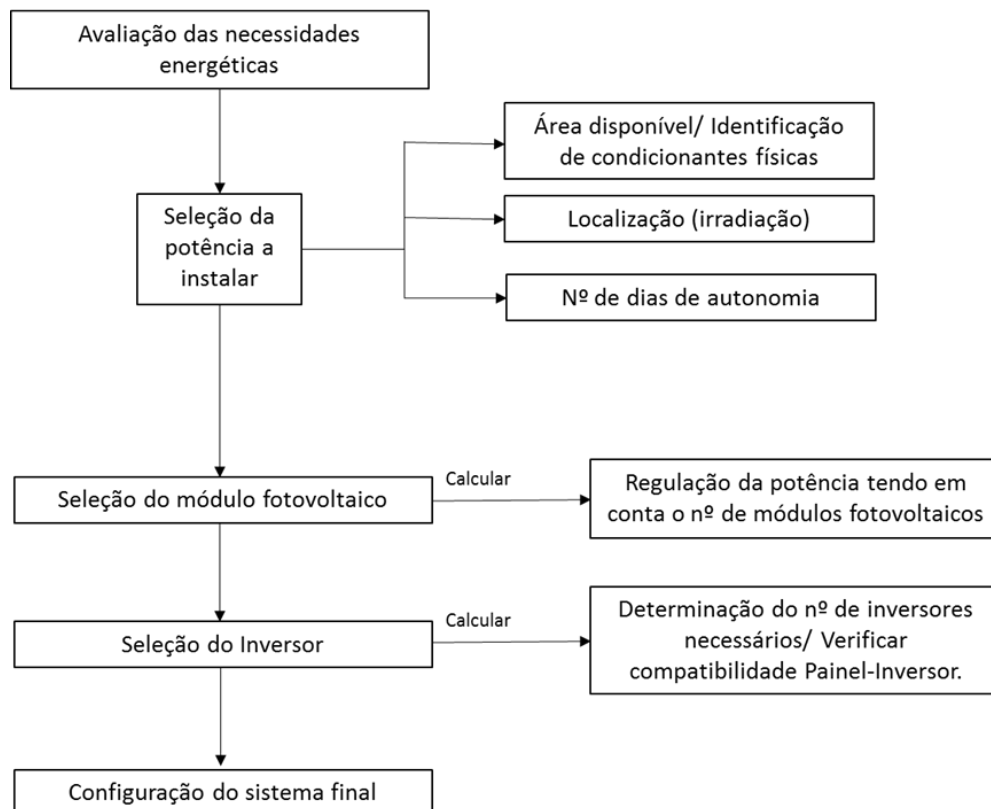 Avaliação das necessidades
energéticas
Área disponível/ Identificação
de condicionantes físicas
Seleção da
potência a
instalar
Localização (irradiação)
Nº de dias de autonomia
Seleção do módulo fotovoltaico
Calcular
Regulação da potência tendo em
conta o nº de módulos fotovoltaicos
Seleção do Inversor
Calcular
Determinação do nº de inversores
necessários/ Verificar
compatibilidade Painel-Inversor.
Configuração do sistema final